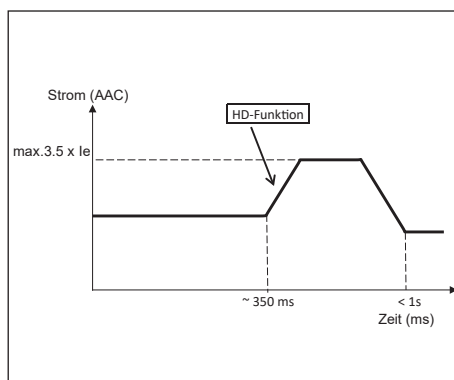 Strom (AAC)
HD-Funktion
max.3.5 x Ie
~ 350 ms
< 1s
Zeit (ms)